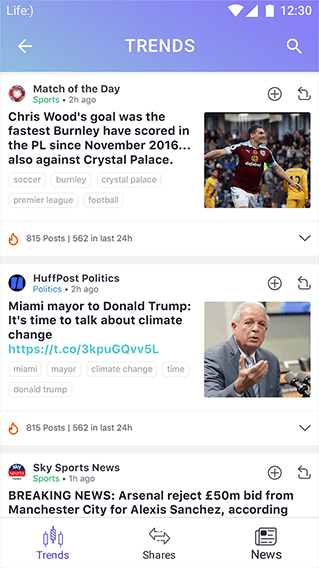 Life:)
12:30
TRENDS
Match of the Day
Sports • 2h ago
Chris Wood's goal was the
fastest Burnley have scored in
the PL since November 2016...
also against Crystal Palace.
soccer
burnley
crystal palace
premier league
football
815 Posts | 562 in last 24h
HuffPost Politics
Politics • 2h ago
Miami mayor to Donald Trump:
It's time to talk about climate
change
https://t.co/3kpuGQvv5L
miami
mayor
climate change
time
donald trump
815 Posts | 562 in last 24h
sky
sports
Sky Sports News
Sports • 1h ago
BREAKING NEWS: Arsenal reject £50m bid from
Manchester City for Alexis Sanchez, according
Trends
Shares
News